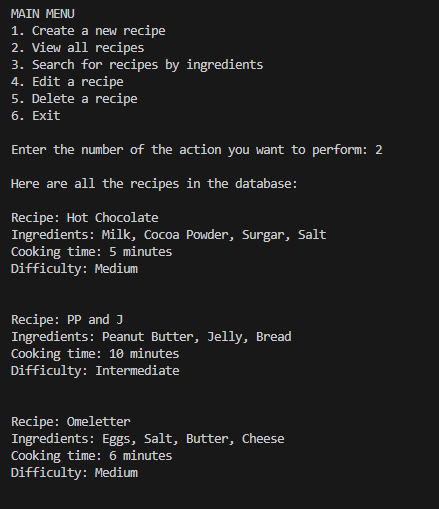 MAIN MENU
1. Create a new recipe
2. View all recipes
3. Search for recipes by ingredients
4. Edit a recipe
5. Delete a recipe
6. Exit
Enter the number of the action you want to perform: 2
Here are all the recipes in the database:
Recipe: Hot Chocolate
Ingredients: Milk, Cocoa Powder, Surgar, Salt
Cooking time: 5 minutes
Difficulty: Medium
Recipe: PP and J
Ingredients: Peanut Butter, Jelly, Bread
Cooking time: 10 minutes
Difficulty: Intermediate
Recipe: Omeletter
Ingredients: Eggs, Salt, Butter, Cheese
Cooking time: 6 minutes
Difficulty: Medium